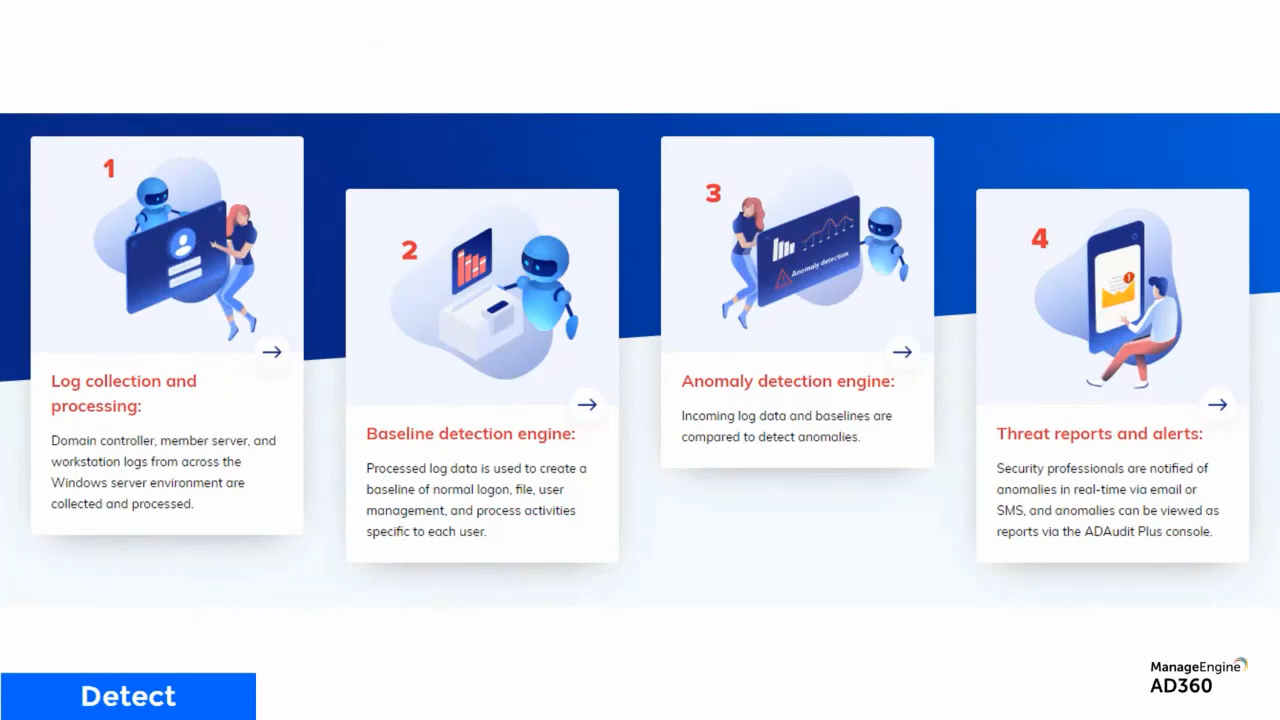 1
Log collection and
processing:
Domain controller, member server, and
workstation logs from across the
Windows server environment are
collected and processed.
2
Baseline detection engine:
Processed log data is used to create a
baseline of normal logon, file, user
management, and process activities
specific to each user.
3
Anomaly detection
Anomaly detection engine:
Incoming log data and baselines are
compared to detect anomalies.
4
1
Threat reports and alerts:
Security professionals are notified of
anomalies in real-time via email or
SMS, and anomalies can be viewed as
reports via the ADAudit Plus console.
Detect
ManageEngine
AD360